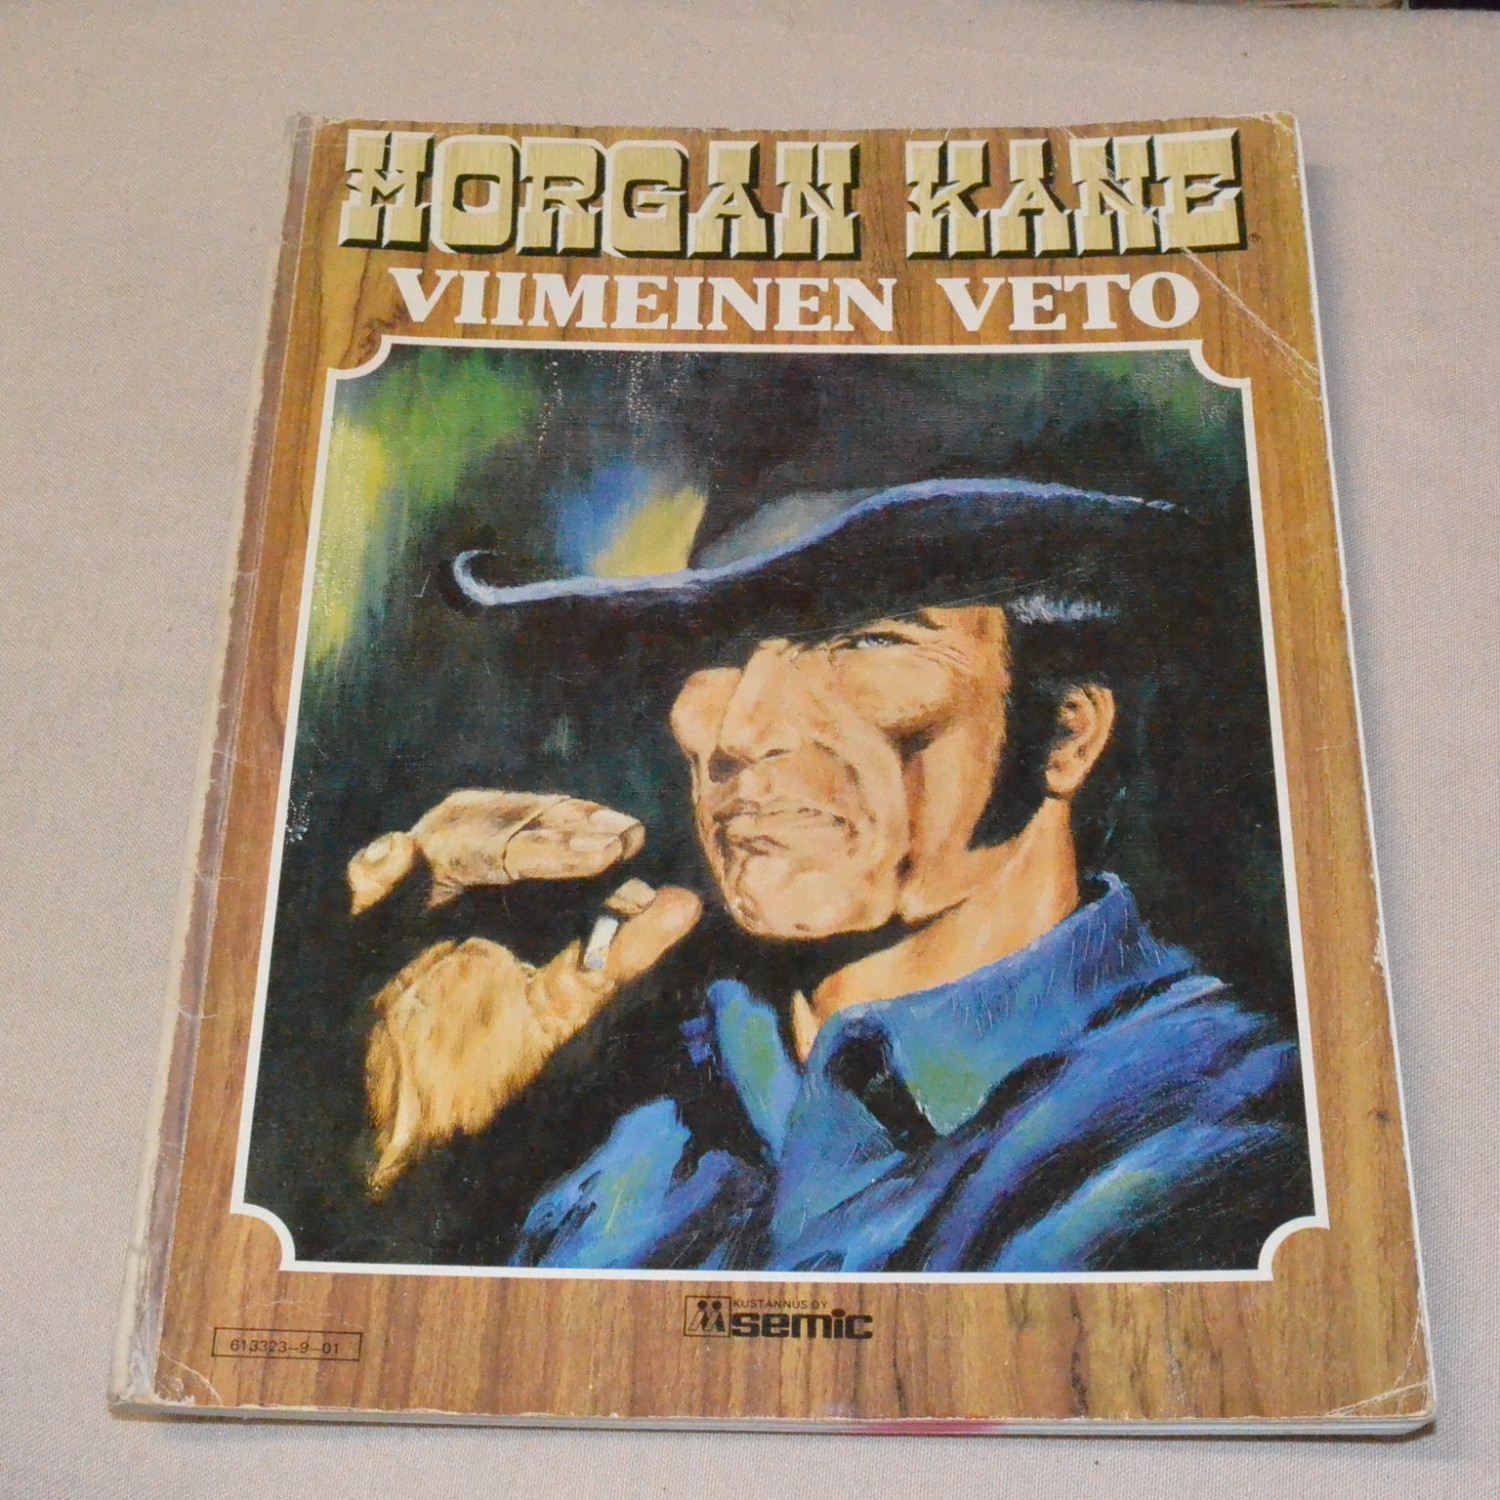 MORGAN KANE ®
VIIMEINEN VETO
KUSTANNUS OY
semic
613323-9-01